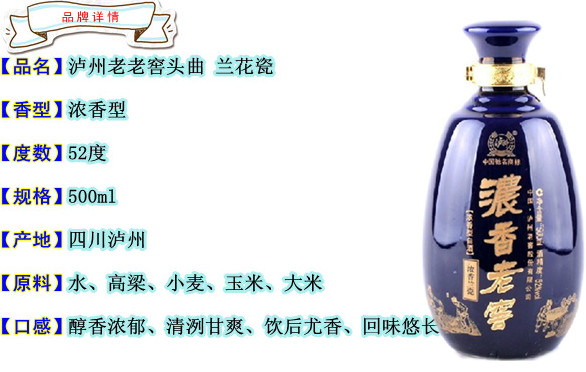 品牌详情
【品名】泸州老老窖头曲 兰花瓷
【香型】浓香型
【度数】52度
【规格】500ml
【产地】四川泸州
【原料】水、高梁、小麦、玉米、大米
【口感】醇香浓郁、清洌甘爽、饮后尤香、回味悠长
中国驰名商标
濃香老窖